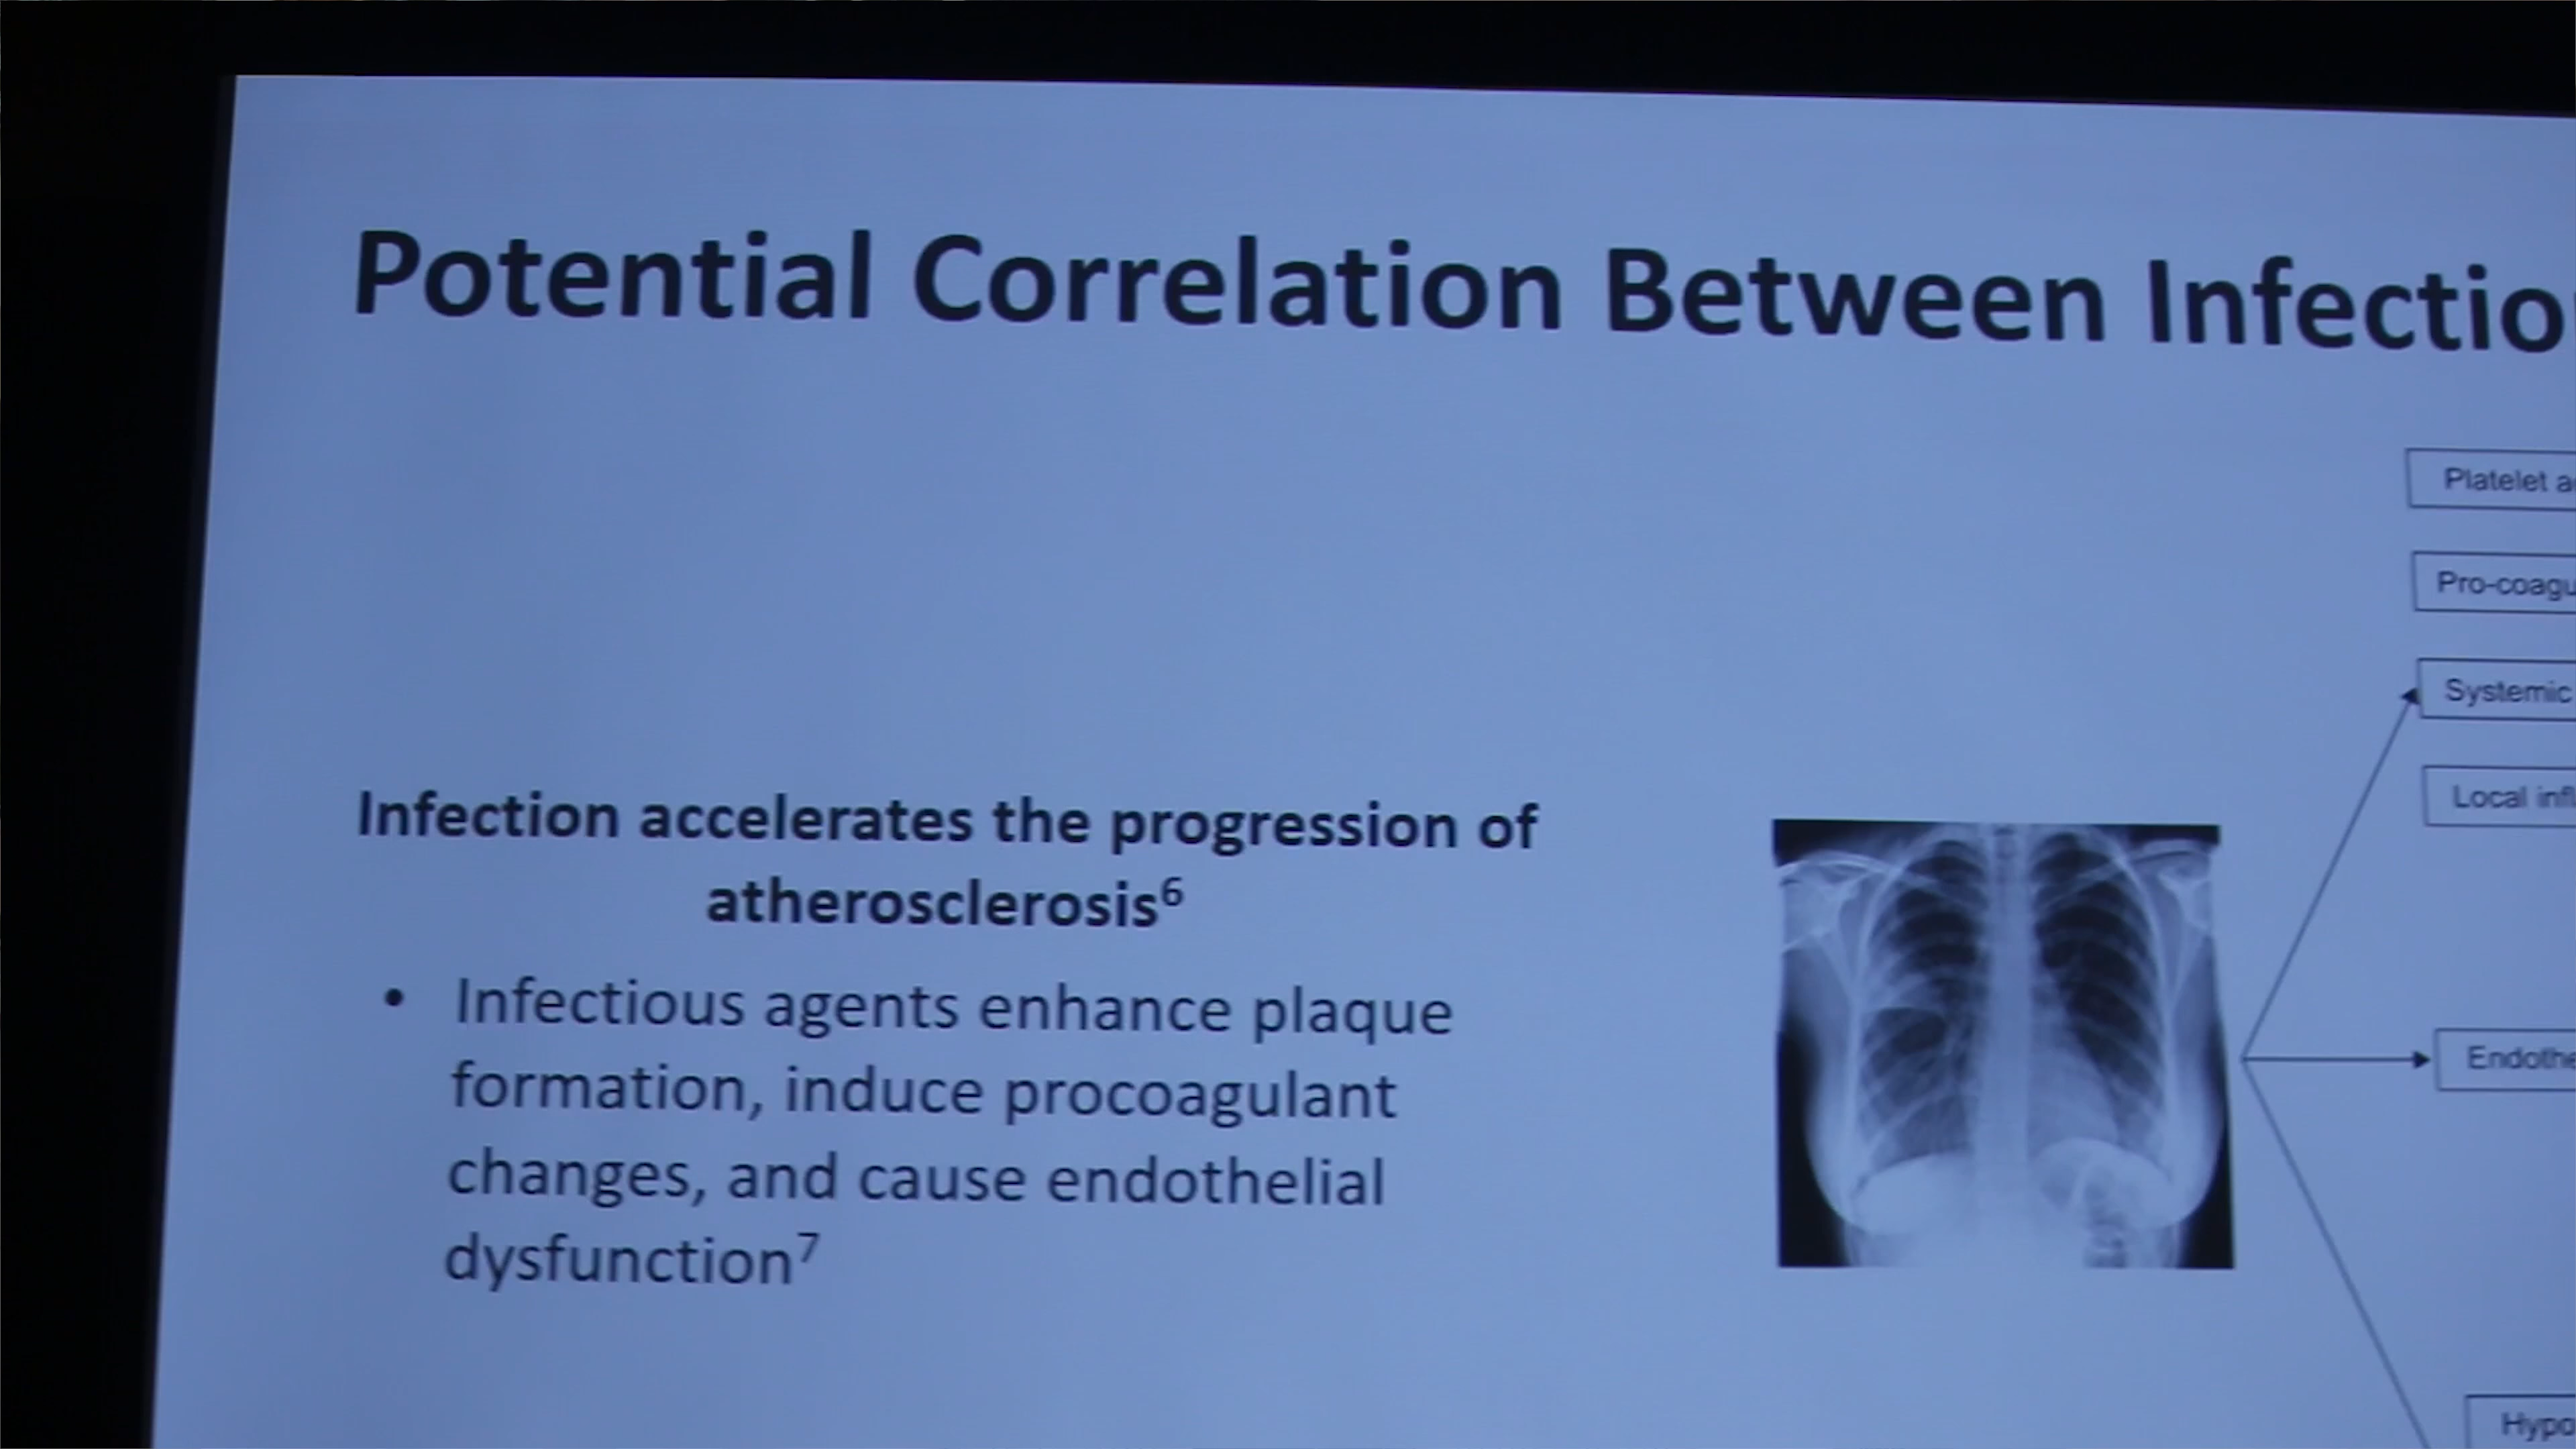 Potential Correlation Between Infectio
Platelet a
Pro-coagu
Systemic
Local infl
Infection accelerates the progression of
atherosclerosis⁶
• Infectious agents enhance plaque
formation, induce procoagulant
changes, and cause endothelial
dysfunction⁷
Endothe
Hypo